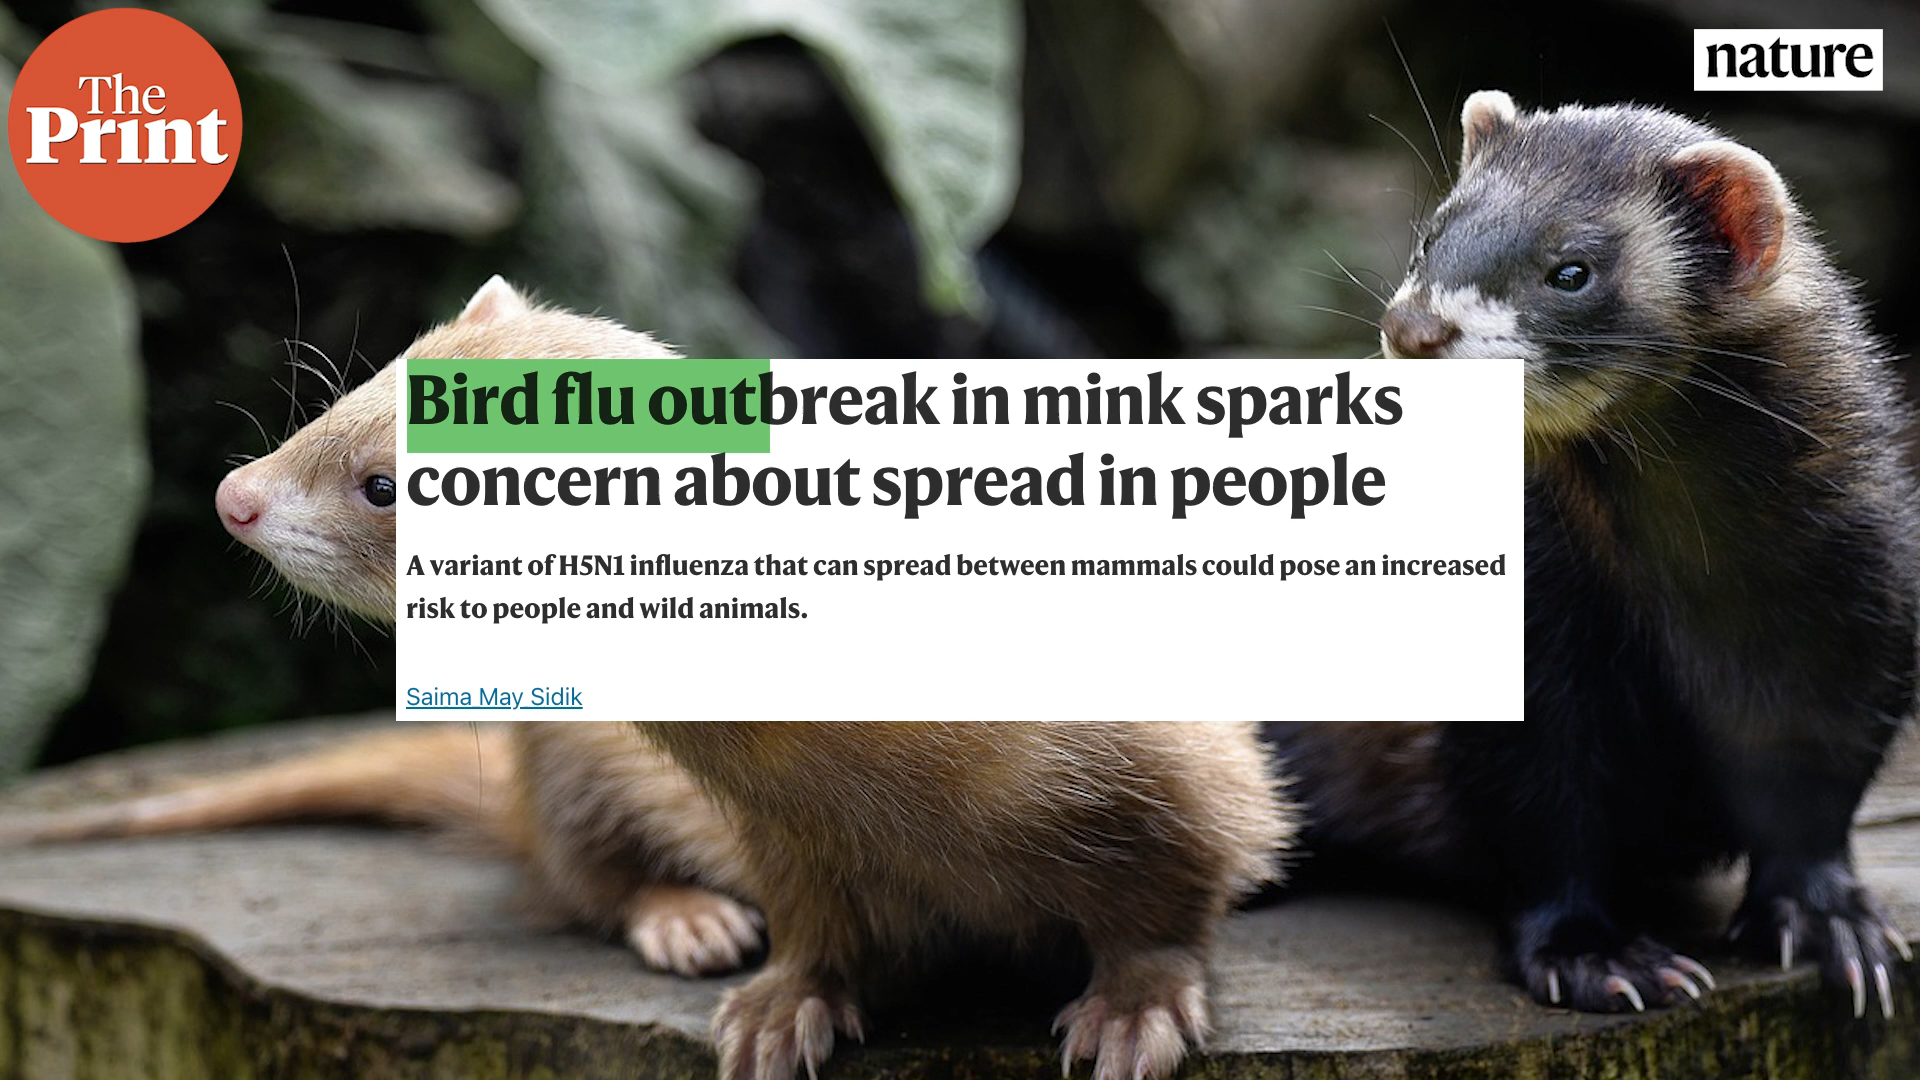 The
Print
nature
Bird flu outbreak in mink sparks
concern about spread in people
A variant of H5N1 influenza that can spread between mammals could pose an increased
risk to people and wild animals.
Saima May Sidik